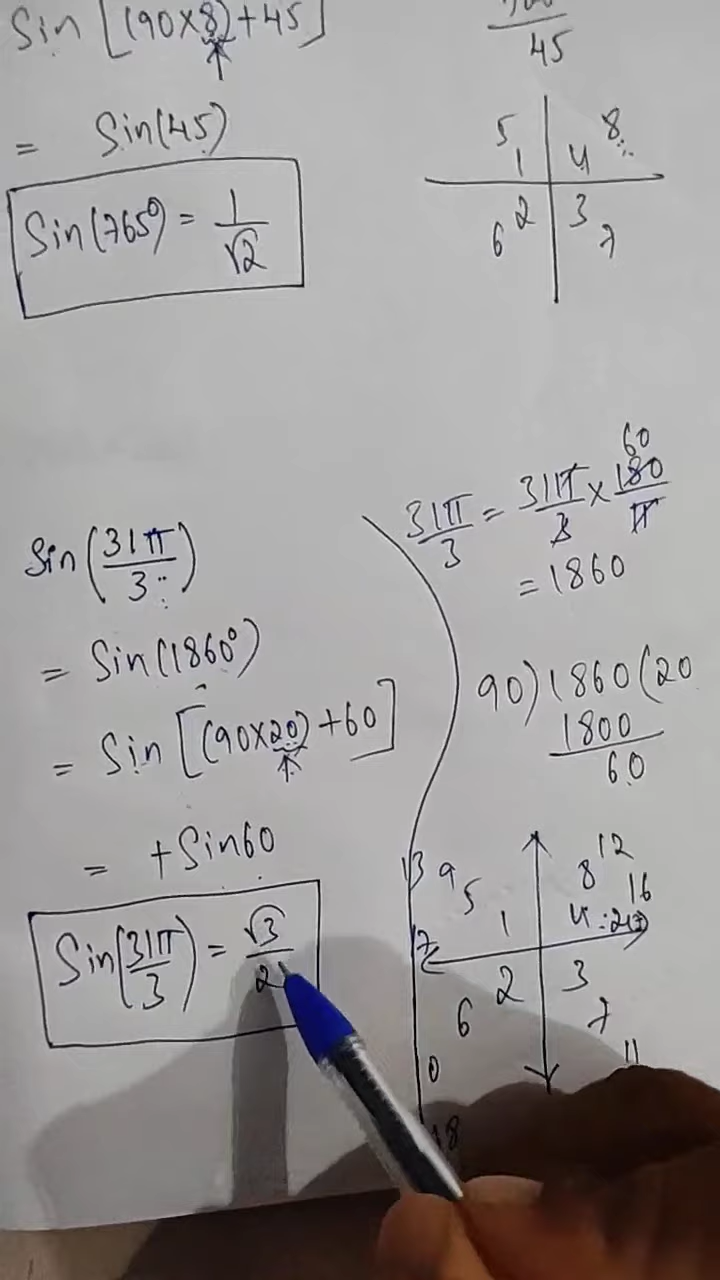 Sin [(90×8)+45]
45
= Sin(45)
Sin(765°) = 1/√2
5 1 4 8
6 2 3 7
Sin(31π/3)
= Sin(1860°)
= Sin[(90×20)+60]
= +Sin60
Sin(31π/3) = √3/2
31π/3 = 31π/3 × 180/π 60
= 1860
90)1860(20
1800
60
13 9 5 1 8 12 16 4 20
17
6 2 3 7 11
0
18